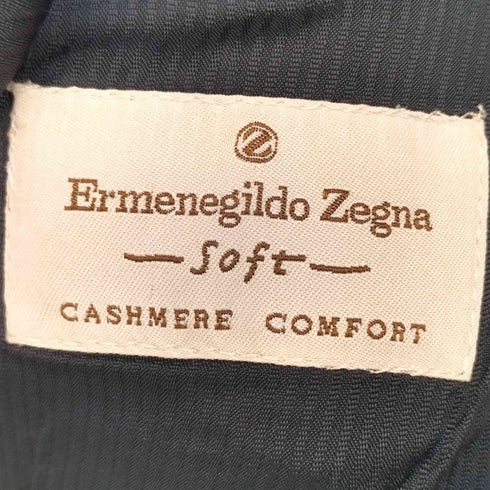 Z
Ermenegildo Zegna
— Soft —
CASHMERE COMFORT